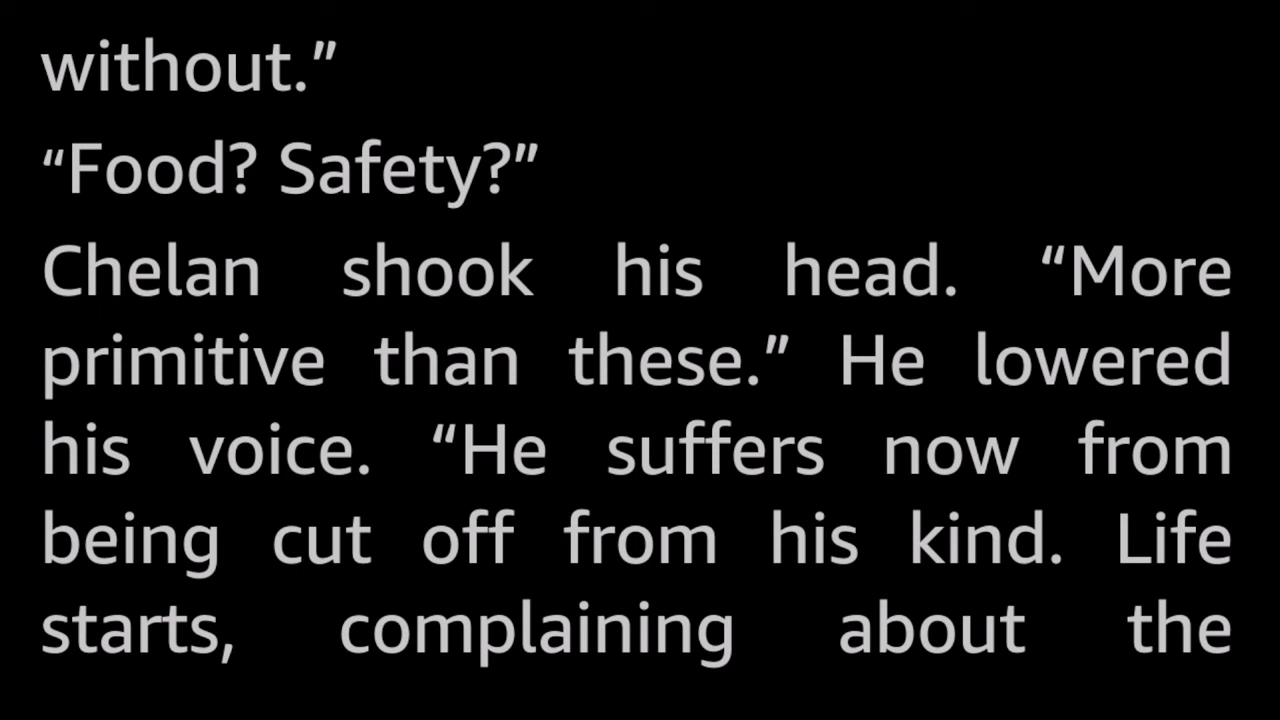 without.”
“Food? Safety?”
Chelan shook his head. “More
primitive than these.” He lowered
his voice. “He suffers now from
being cut off from his kind. Life
starts, complaining about the